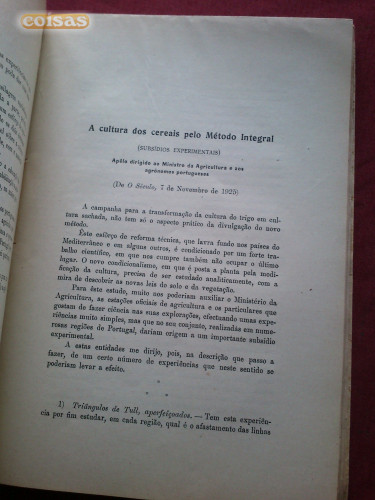 coisas
A cultura dos cereais pelo Método Integral
(SUBSÍDIOS EXPERIMENTAIS)
Apêlo dirigido ao Ministro da Agricultura e aos
agrónomos portugueses
(De O Século, 7 de Novembro de 1929)
A campanha para a transformação da cultura do trigo em cul-
tura sachada, não tem só o aspecto prático da divulgação do novo
método.
Este esfôrço de reforma técnica, que lavra fundo nos países do
Mediterrâneo e em alguns outros, é condicionado por um forte tra-
balho científico, em que nos cumpre também não ocupar o último
lugar. O novo condicionalismo, em que é posta a planta pela modi-
ficação da cultura, precisa de ser estudado analiticamente, com a
mira de descobrir as novas leis do solo e da vegetação.
Para êste estudo, muito nos poderiam auxiliar o Ministério da
Agricultura, as estações oficiais de agricultura e os particulares que
gostam de fazer ciência nas suas explorações, efectuando umas expe-
riências muito simples, mas que no seu conjunto, realizadas em nume-
rosas regiões de Portugal, dariam origem a um importante subsídio
experimental.
A estas entidades me dirijo, pois, na descrição que passo a
fazer, de um certo número de experiências que neste sentido se
poderiam levar a efeito.
* * *
1) Triângulos de Tull, aperfeiçoados. — Tem esta experiên-
cia por fim estudar, em cada região, qual é o afastamento das linhas